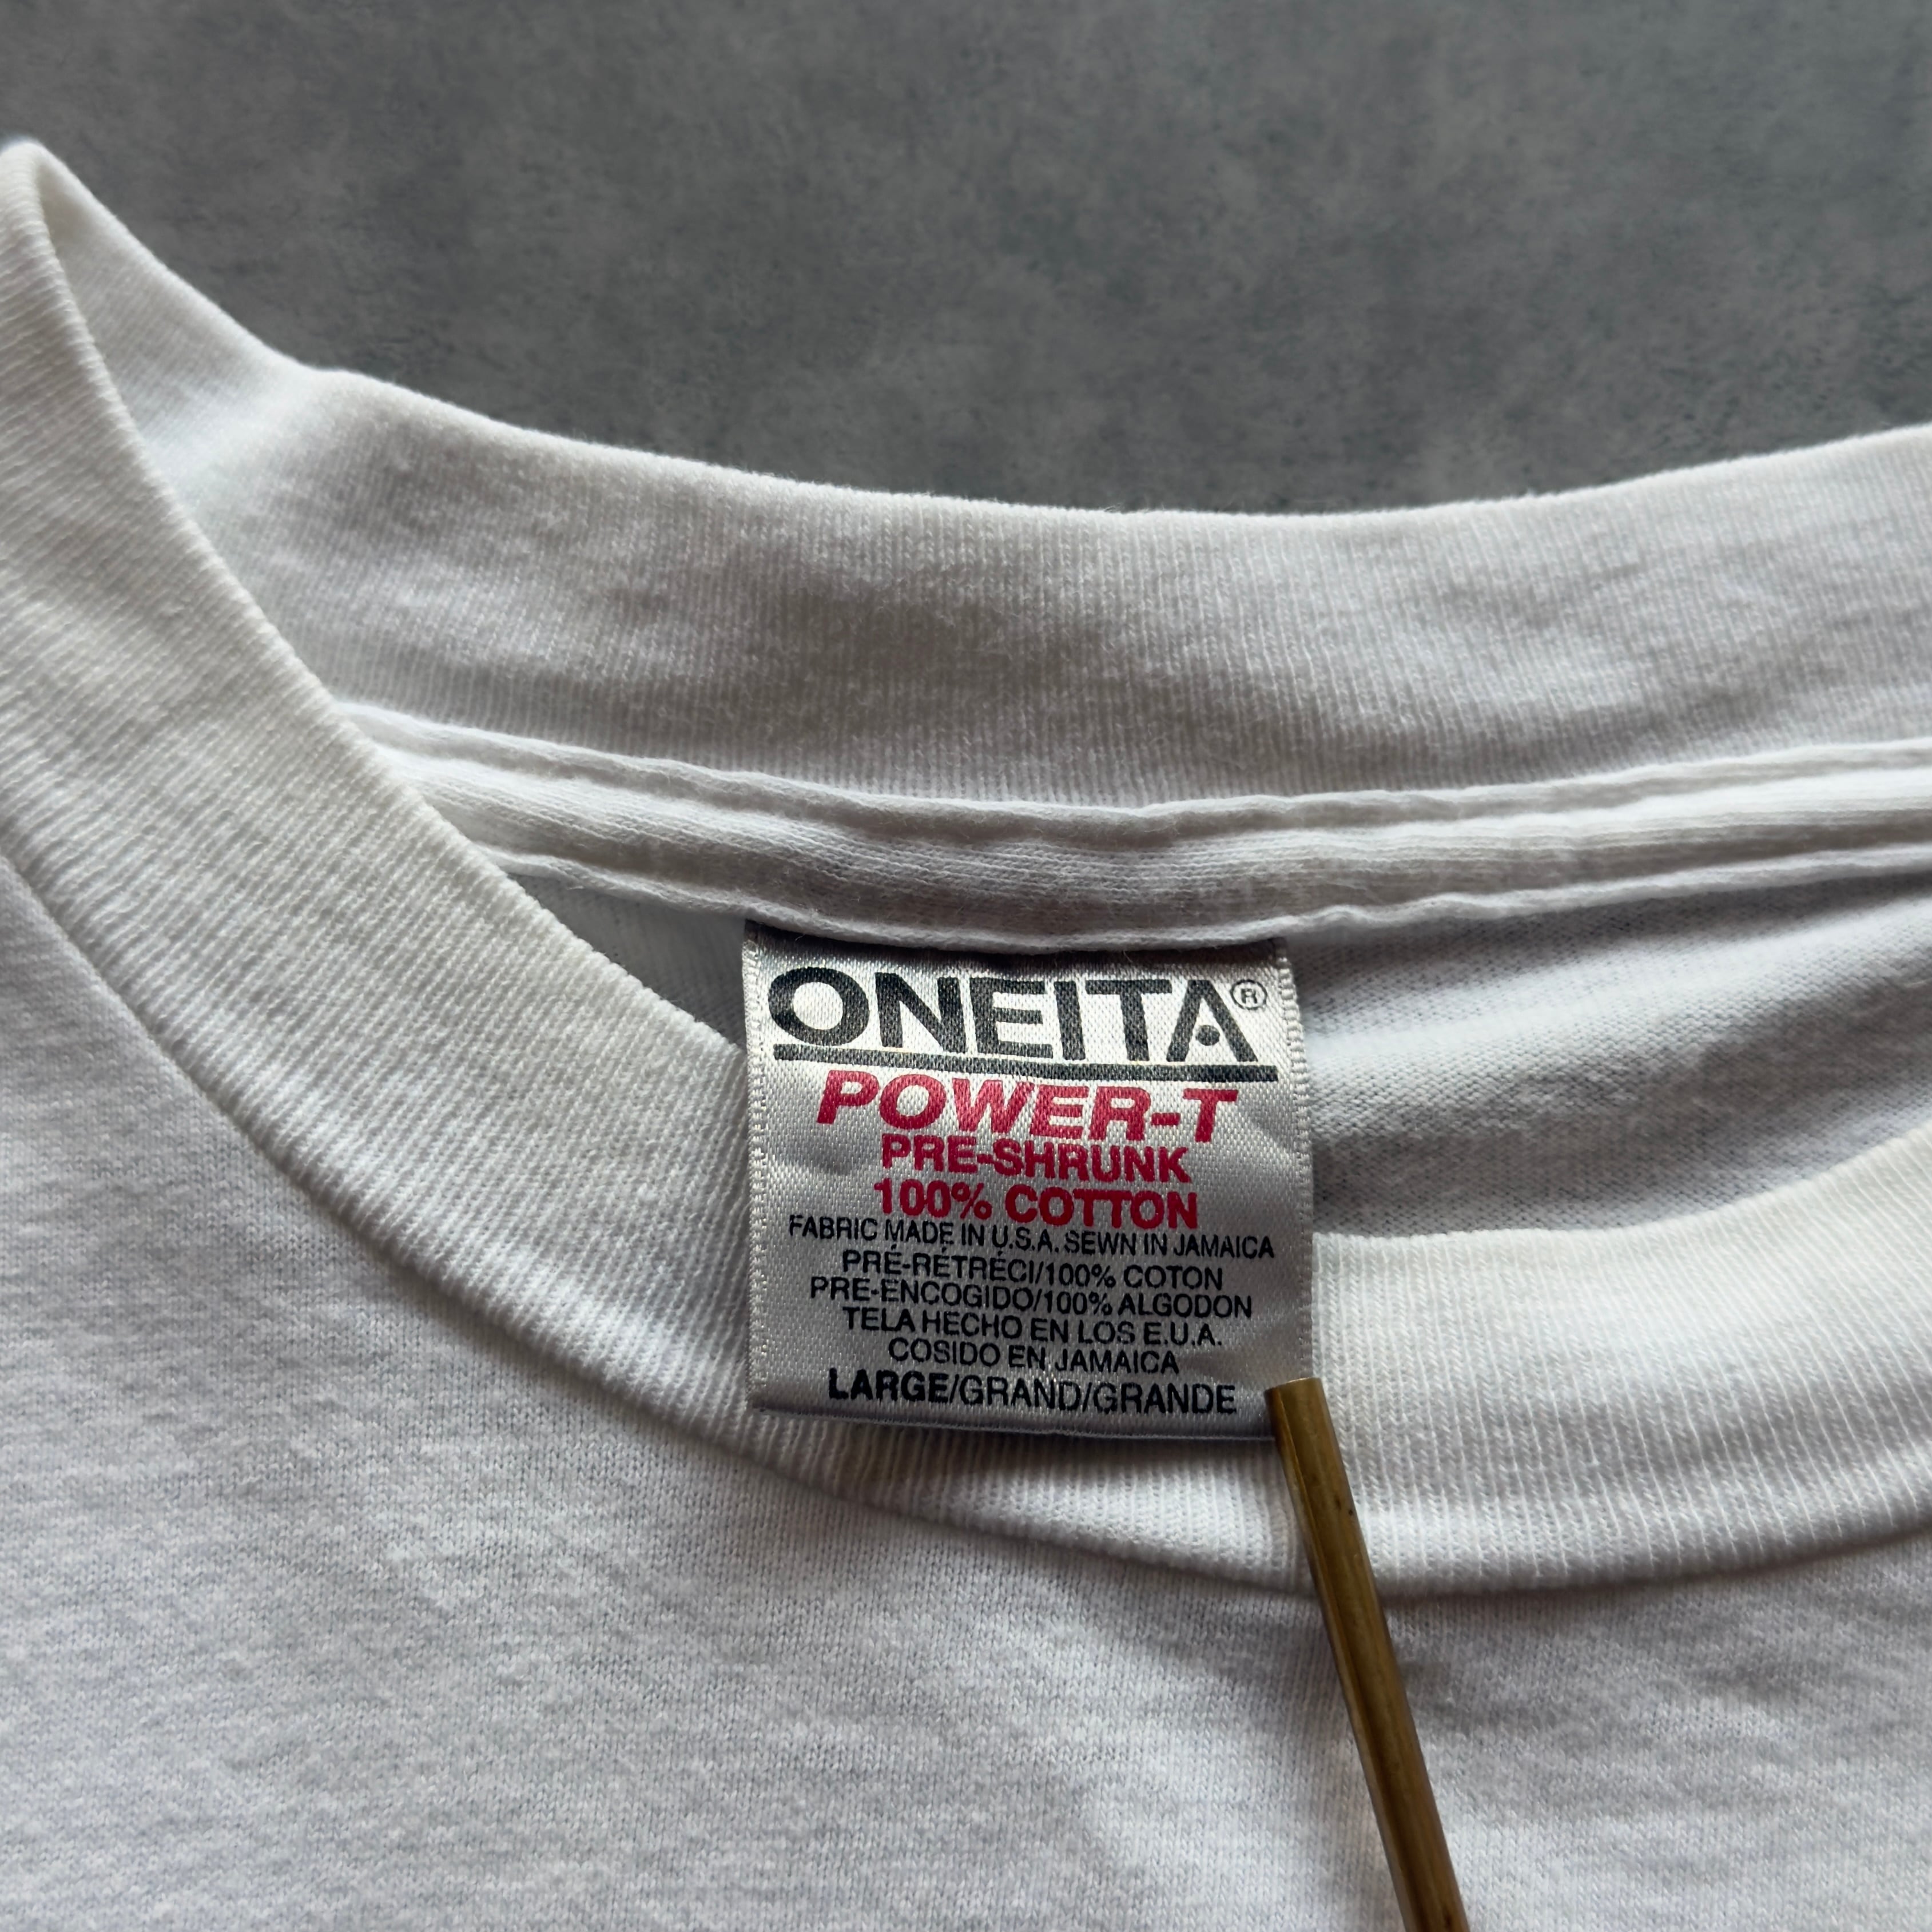 ONEITA®
POWER-T
PRE-SHRUNK
100% COTTON
FABRIC MADE IN U.S.A. SEWN IN JAMAICA
PRÉ-RÉTRÉCI/100% COTON
PRE-ENCOGIDO/100% ALGODON
TELA HECHO EN LOS E.U.A.
COSIDO EN JAMAICA
LARGE/GRAND/GRANDE